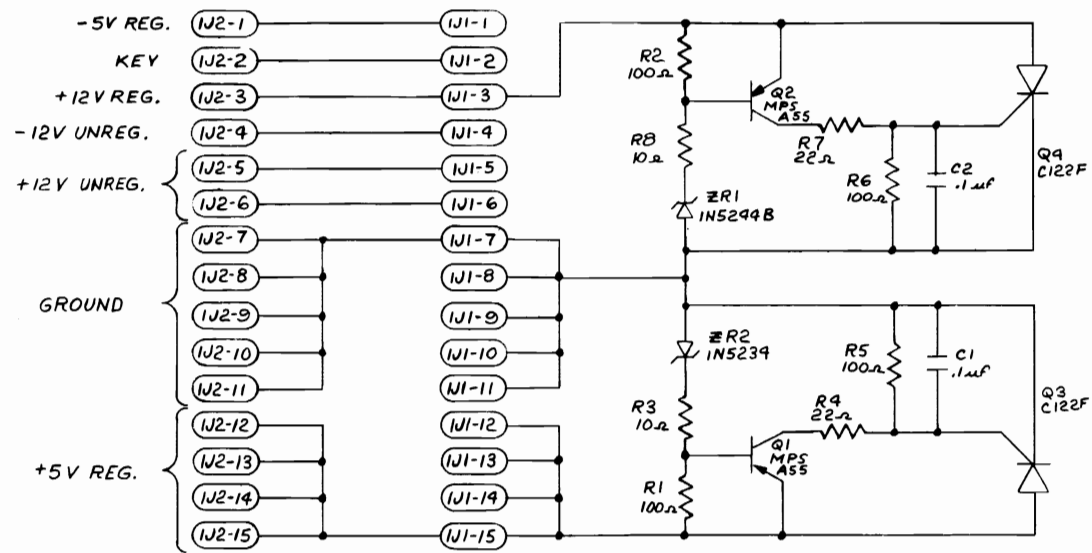 -5V REG.
1J2-1
1J1-1
KEY
1J2-2
1J1-2
+12V REG.
1J2-3
1J1-3
-12V UNREG.
1J2-4
1J1-4
+12V UNREG.
1J2-5
1J1-5
1J2-6
1J1-6
GROUND
1J2-7
1J1-7
1J2-8
1J1-8
1J2-9
1J1-9
1J2-10
1J1-10
1J2-11
1J1-11
+5V REG.
1J2-12
1J1-12
1J2-13
1J1-13
1J2-14
1J1-14
1J2-15
1J1-15
R2
100Ω
Q2
MPS
A55
R8
10Ω
R7
22Ω
R6
100Ω
C2
.1uf
Q4
C122F
ZR1
1N5244B
ZR2
1N5234
R5
100Ω
C1
.1uf
Q3
C122F
R3
10Ω
R4
22Ω
Q1
MPS
A55
R1
100Ω